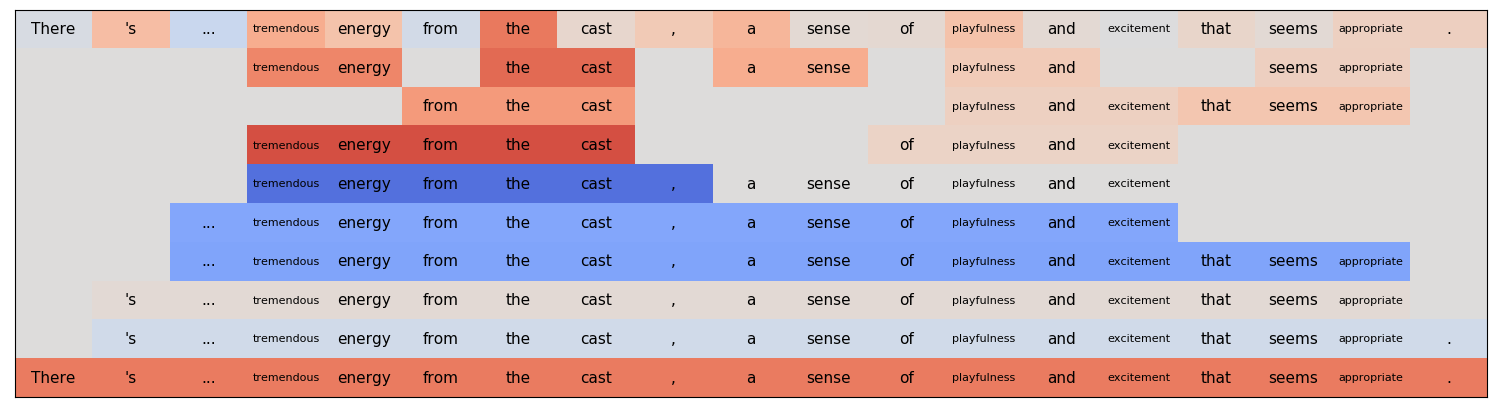 There 's ... tremendous energy from the cast , a sense of playfulness and excitement that seems appropriate .
tremendous energy the cast a sense playfulness and seems appropriate
from the cast playfulness and excitement that seems appropriate
tremendous energy from the cast of playfulness and excitement
tremendous energy from the cast , a sense of playfulness and excitement
... tremendous energy from the cast , a sense of playfulness and excitement
... tremendous energy from the cast , a sense of playfulness and excitement that seems appropriate
's ... tremendous energy from the cast , a sense of playfulness and excitement that seems appropriate
's ... tremendous energy from the cast , a sense of playfulness and excitement that seems appropriate .
There 's ... tremendous energy from the cast , a sense of playfulness and excitement that seems appropriate .